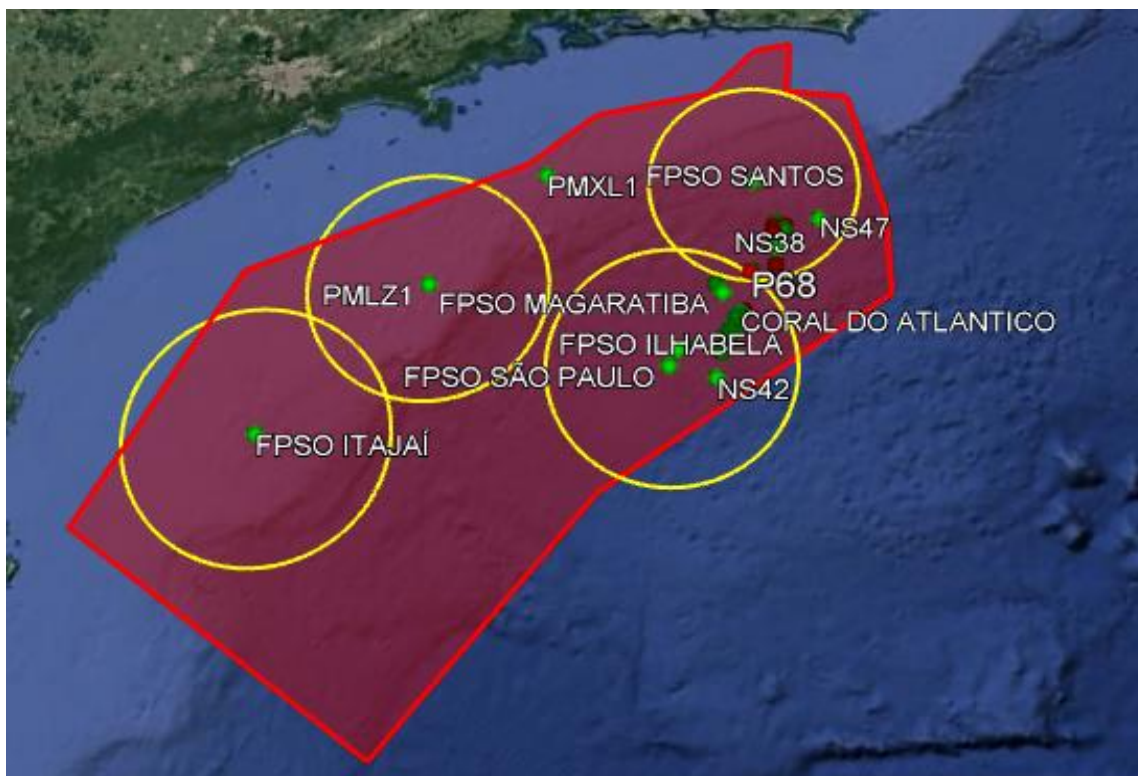 PMXL1
FPSO SANTOS
NS47
NS38
P68
PMLZ1
FPSO MAGARATIBA
CORAL DO ATLANTICO
FPSO ILHABELA
FPSO SÃO PAULO
NS42
FPSO ITAJAÍ